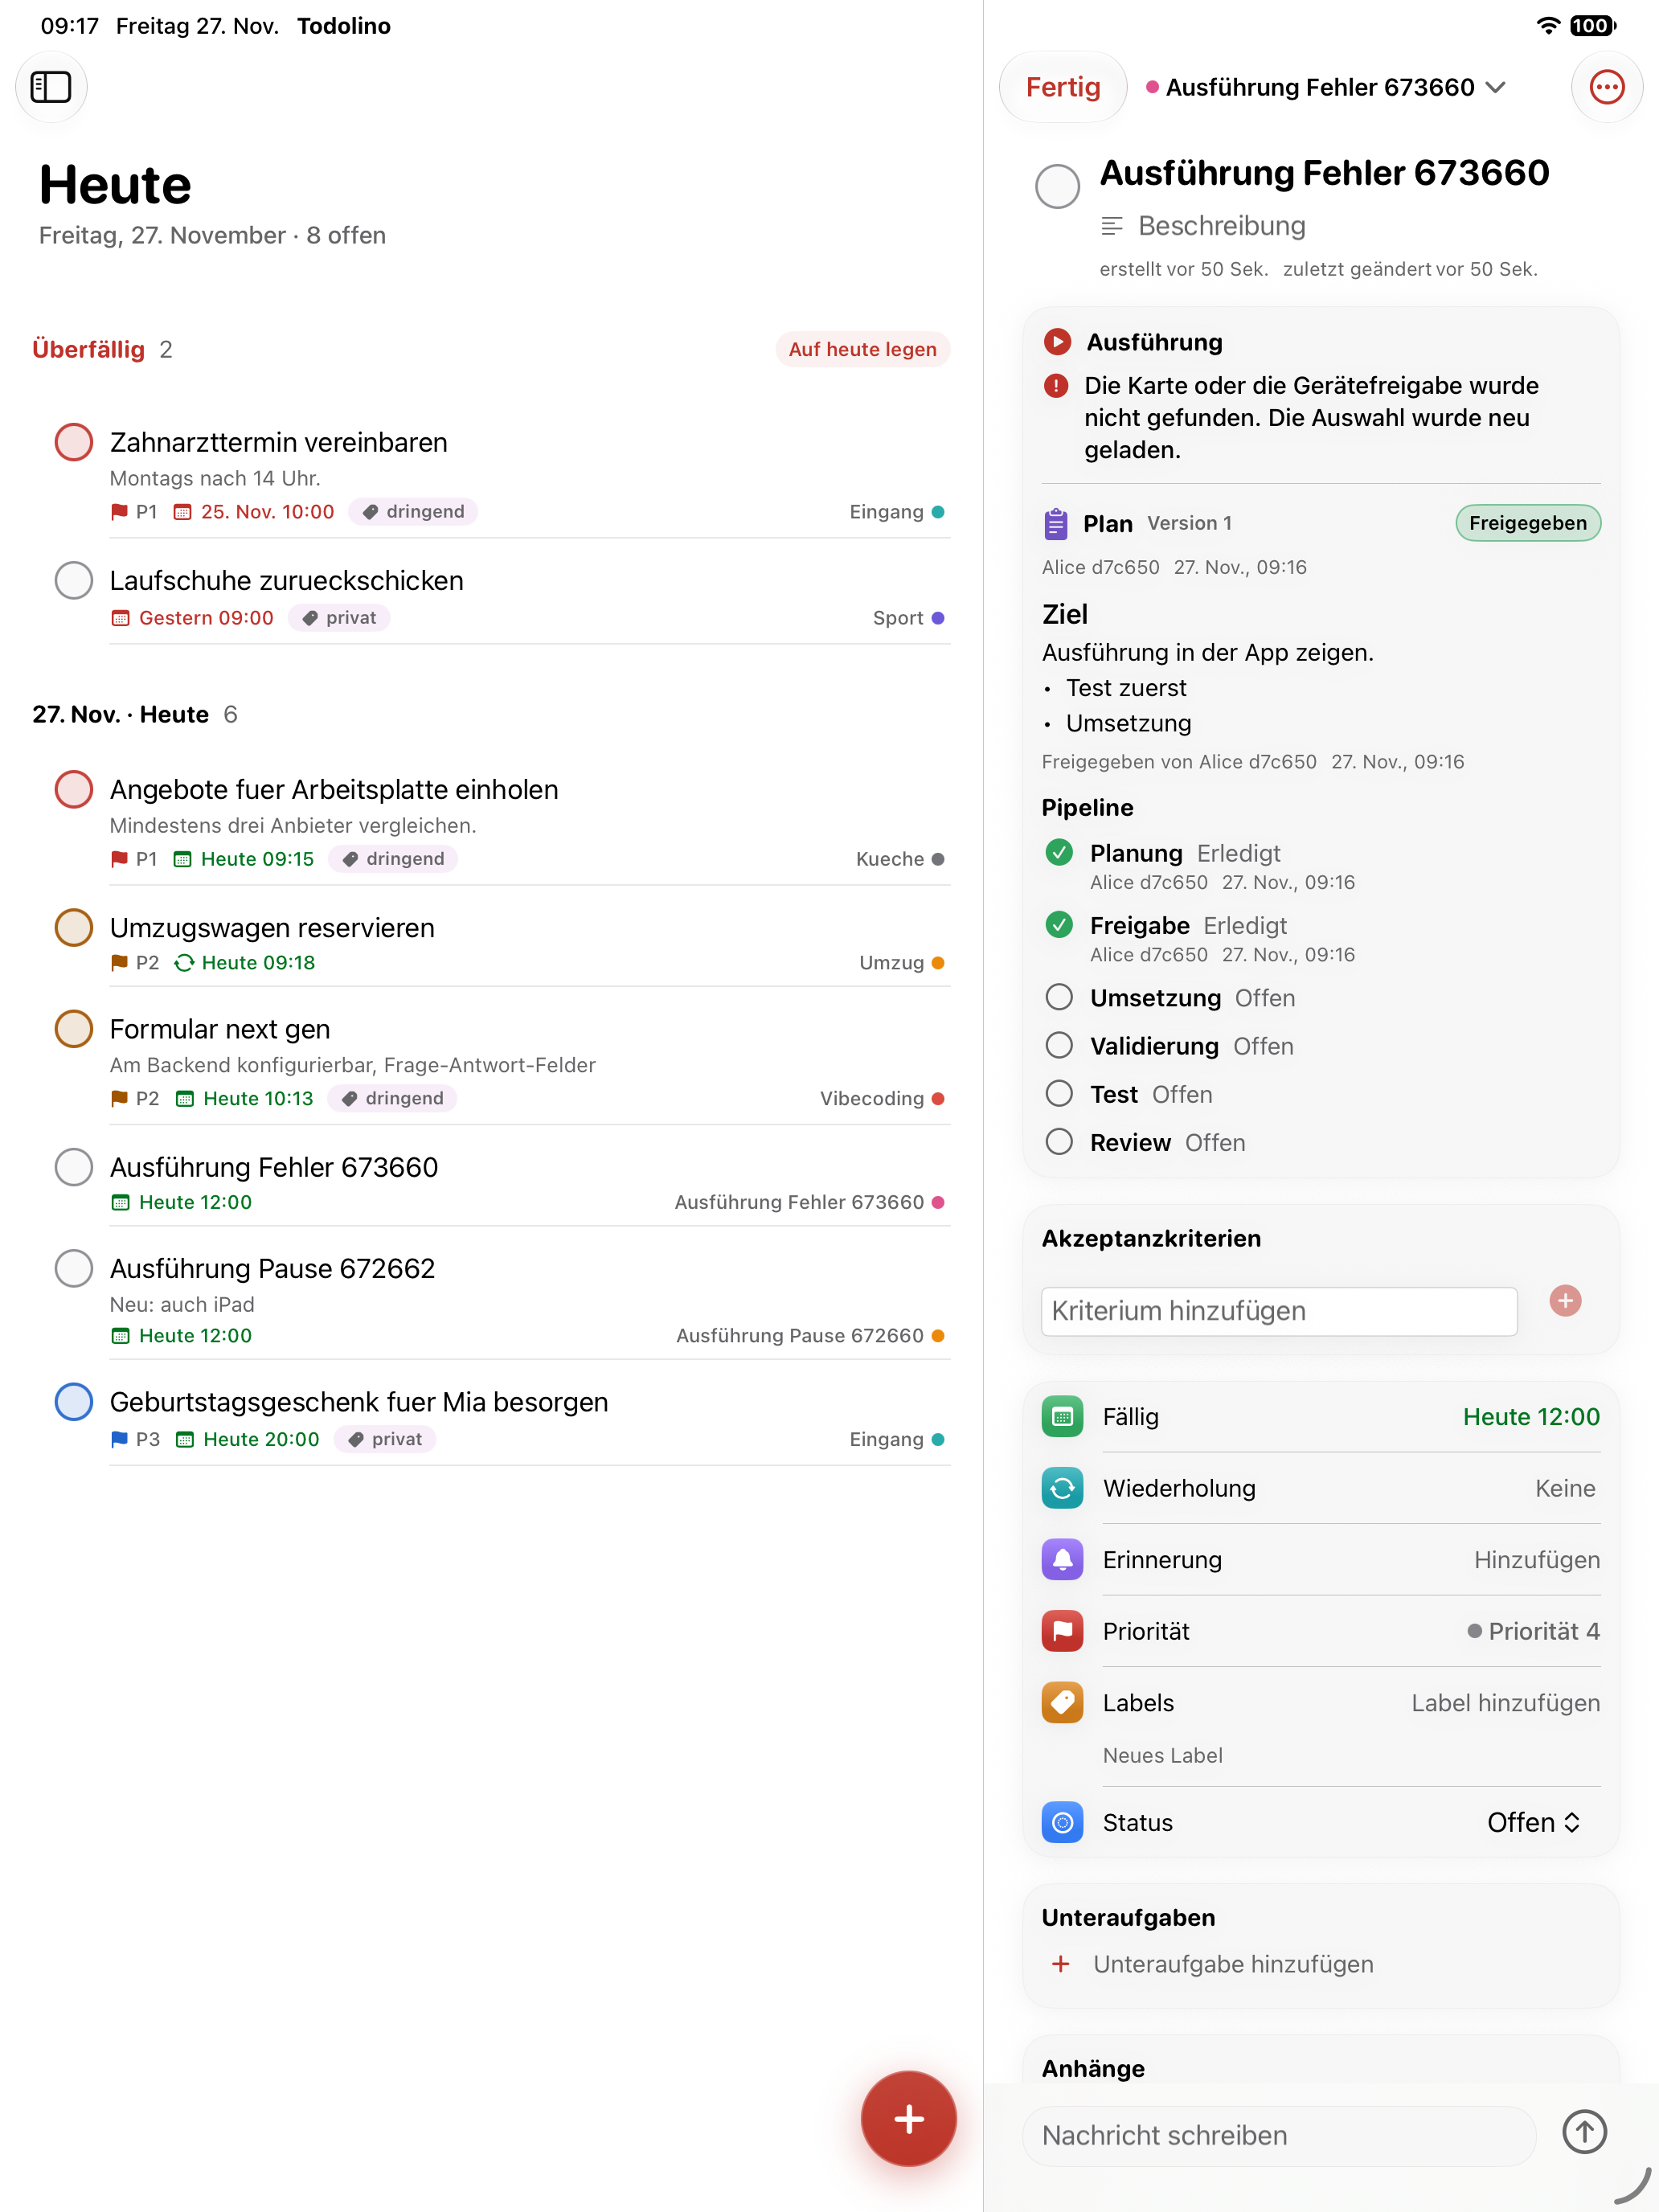 09:17 Freitag 27. Nov. Todolino
100
Heute
Freitag, 27. November · 8 offen
Überfällig 2
Auf heute legen
Zahnarzttermin vereinbaren
Montags nach 14 Uhr.
P1 25. Nov. 10:00 dringend
Eingang
Laufschuhe zurueckschicken
Gestern 09:00 privat
Sport
27. Nov. · Heute 6
Angebote fuer Arbeitsplatte einholen
Mindestens drei Anbieter vergleichen.
P1 Heute 09:15 dringend
Kueche
Umzugswagen reservieren
P2 Heute 09:18
Umzug
Formular next gen
Am Backend konfigurierbar, Frage-Antwort-Felder
P2 Heute 10:13 dringend
Vibecoding
Ausführung Fehler 673660
Heute 12:00
Ausführung Fehler 673660
Ausführung Pause 672662
Neu: auch iPad
Heute 12:00
Ausführung Pause 672660
Geburtstagsgeschenk fuer Mia besorgen
P3 Heute 20:00 privat
Eingang
Fertig
Ausführung Fehler 673660
Ausführung Fehler 673660
Beschreibung
erstellt vor 50 Sek. zuletzt geändert vor 50 Sek.
Ausführung
Die Karte oder die Gerätefreigabe wurde
nicht gefunden. Die Auswahl wurde neu
geladen.
Plan Version 1
Freigegeben
Alice d7c650 27. Nov., 09:16
Ziel
Ausführung in der App zeigen.
• Test zuerst
• Umsetzung
Freigegeben von Alice d7c650 27. Nov., 09:16
Pipeline
Planung Erledigt
Alice d7c650 27. Nov., 09:16
Freigabe Erledigt
Alice d7c650 27. Nov., 09:16
Umsetzung Offen
Validierung Offen
Test Offen
Review Offen
Akzeptanzkriterien
Kriterium hinzufügen
Fällig Heute 12:00
Wiederholung Keine
Erinnerung Hinzufügen
Priorität Priorität 4
Labels Label hinzufügen
Neues Label
Status Offen
Unteraufgaben
Unteraufgabe hinzufügen
Anhänge
Nachricht schreiben